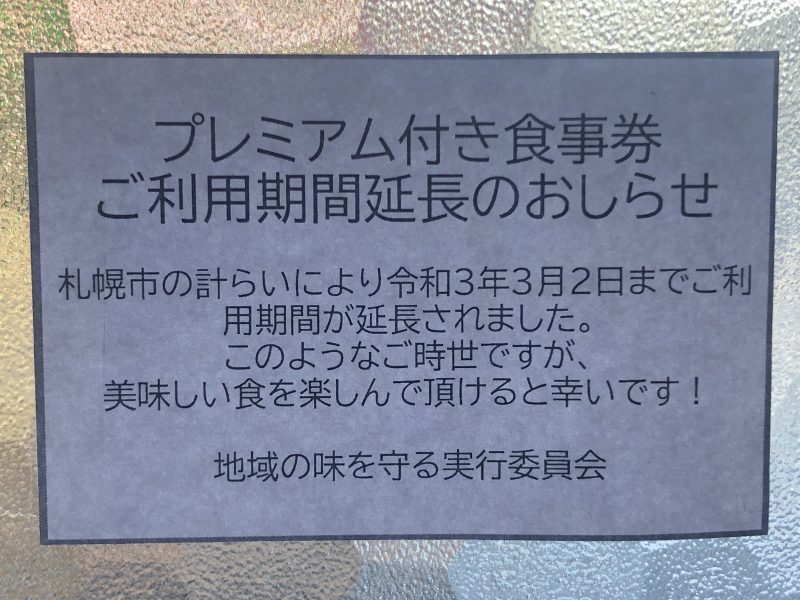 プレミアム付き食事券
ご利用期間延長のおしらせ
札幌市の計らいにより令和3年3月2日までご利
用期間が延長されました。
このようなご時世ですが、
美味しい食を楽しんで頂けると幸いです！
地域の味を守る実行委員会